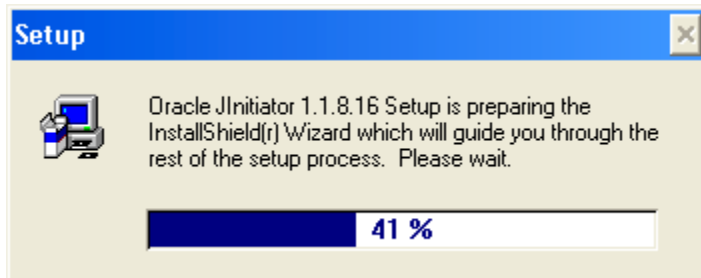 Setup
Oracle JInitiator 1.1.8.16 Setup is preparing the
InstallShield(r) Wizard which will guide you through the
rest of the setup process.  Please wait.
41 %